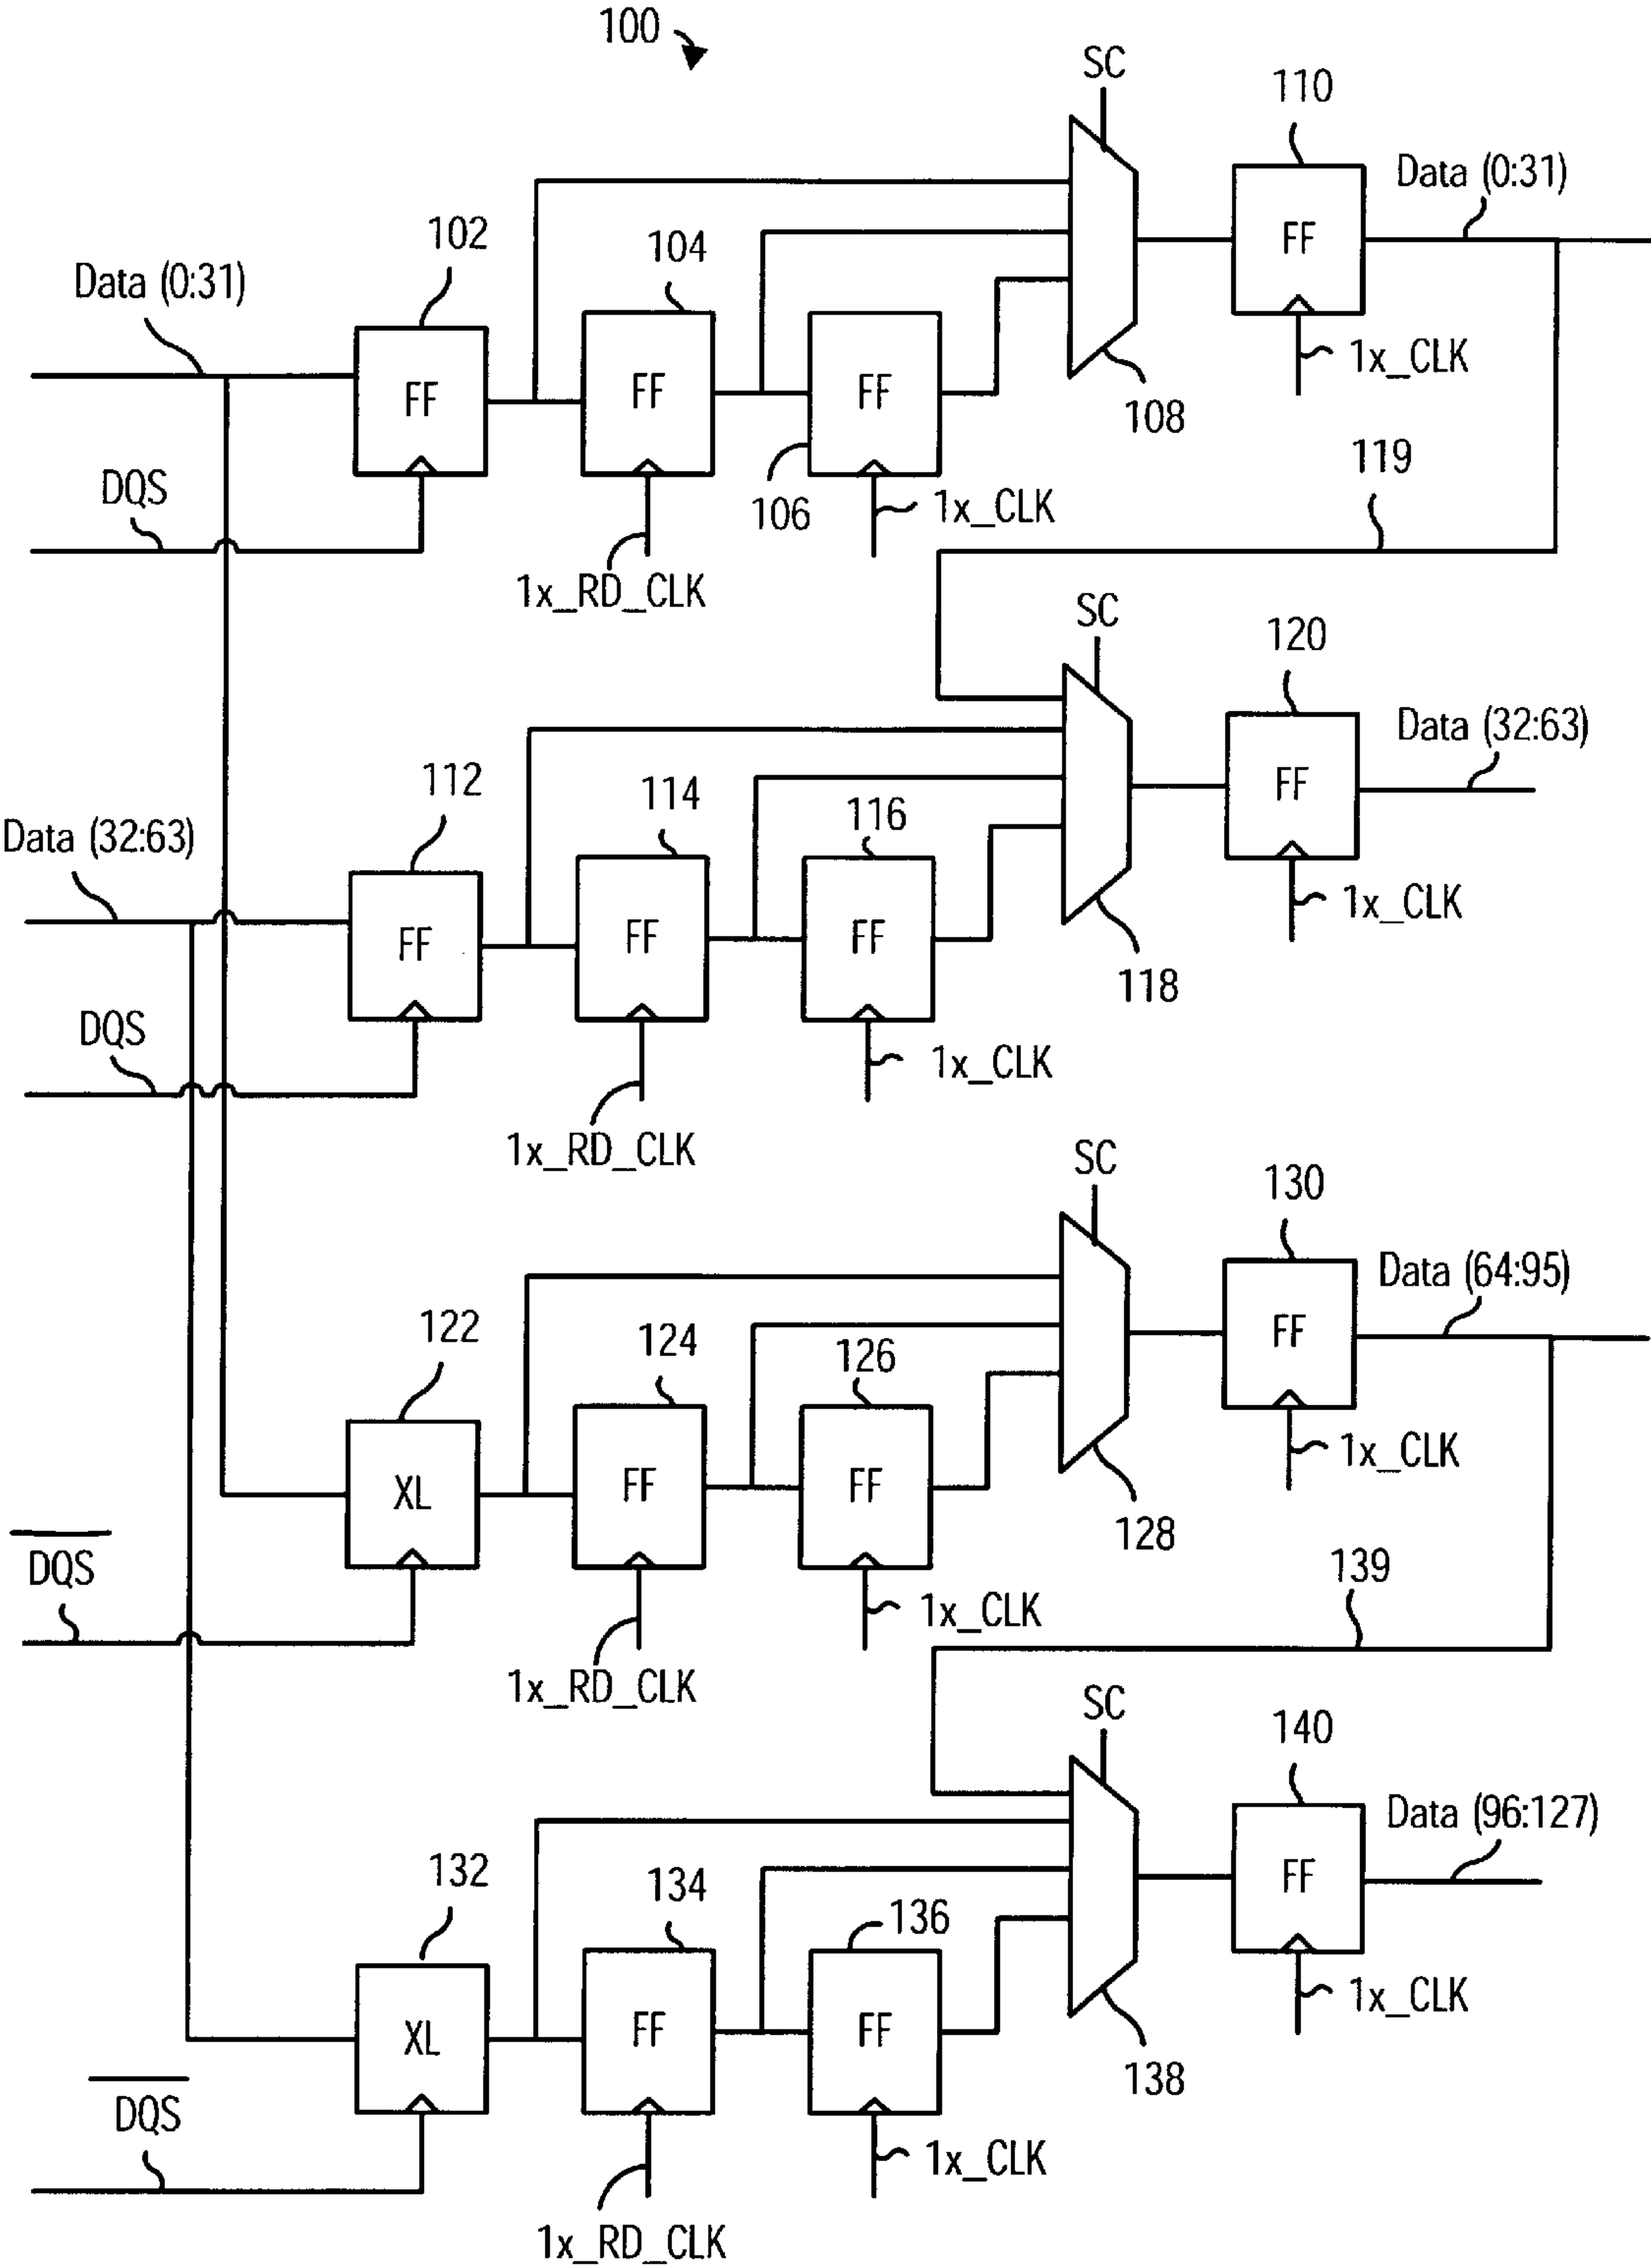 100
SC
110
Data (0:31)
102
104
Data (0:31)
FF
FF
FF
FF
1x_CLK
108
119
DQS
106
1x_CLK
1x_RD_CLK
SC
120
Data (32:63)
112
114
116
Data (32:63)
FF
FF
FF
FF
1x_CLK
118
DQS
1x_CLK
1x_RD_CLK
SC
130
Data (64:95)
122
124
126
FF
XL
FF
FF
1x_CLK
128
DQS
139
1x_CLK
1x_RD_CLK
SC
140
Data (96:127)
132
134
136
FF
XL
FF
FF
1x_CLK
138
DQS
1x_CLK
1x_RD_CLK